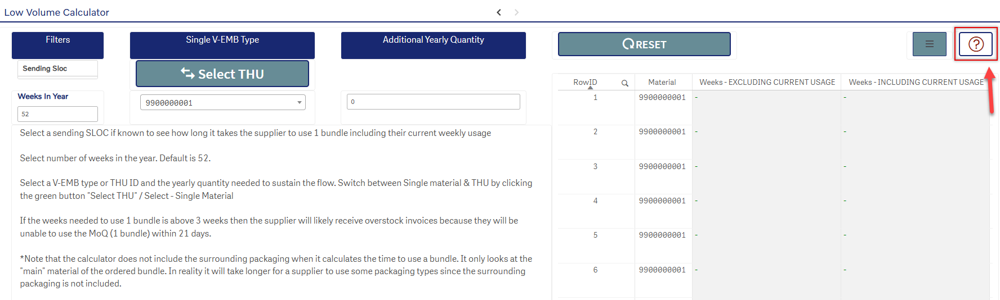 Low Volume Calculator
Filters
Single V-EMB Type
Additional Yearly Quantity
RESET
?
Sending Sloc
Select THU
Weeks In Year
52
9900000001
0
Select a sending SLOC if known to see how long it takes the supplier to use 1 bundle including their current weekly usage
Select number of weeks in the year. Default is 52.
Select a V-EMB type or THU ID and the yearly quantity needed to sustain the flow. Switch between Single material & THU by clicking
the green button "Select THU" / Select - Single Material
If the weeks needed to use 1 bundle is above 3 weeks then the supplier will likely receive overstock invoices because they will be
unable to use the MoQ (1 bundle) within 21 days.
*Note that the calculator does not include the surrounding packaging when it calculates the time to use a bundle. It only looks at the
"main" material of the ordered bundle. In reality it will take longer for a supplier to use some packaging types since the surrounding
packaging is not included.
RowID Material Weeks - EXCLUDING CURRENT USAGE Weeks - INCLUDING CURRENT USAGE
1 9900000001 - -
2 9900000001 - -
3 9900000001 - -
4 9900000001 - -
5 9900000001 - -
6 9900000001 - -